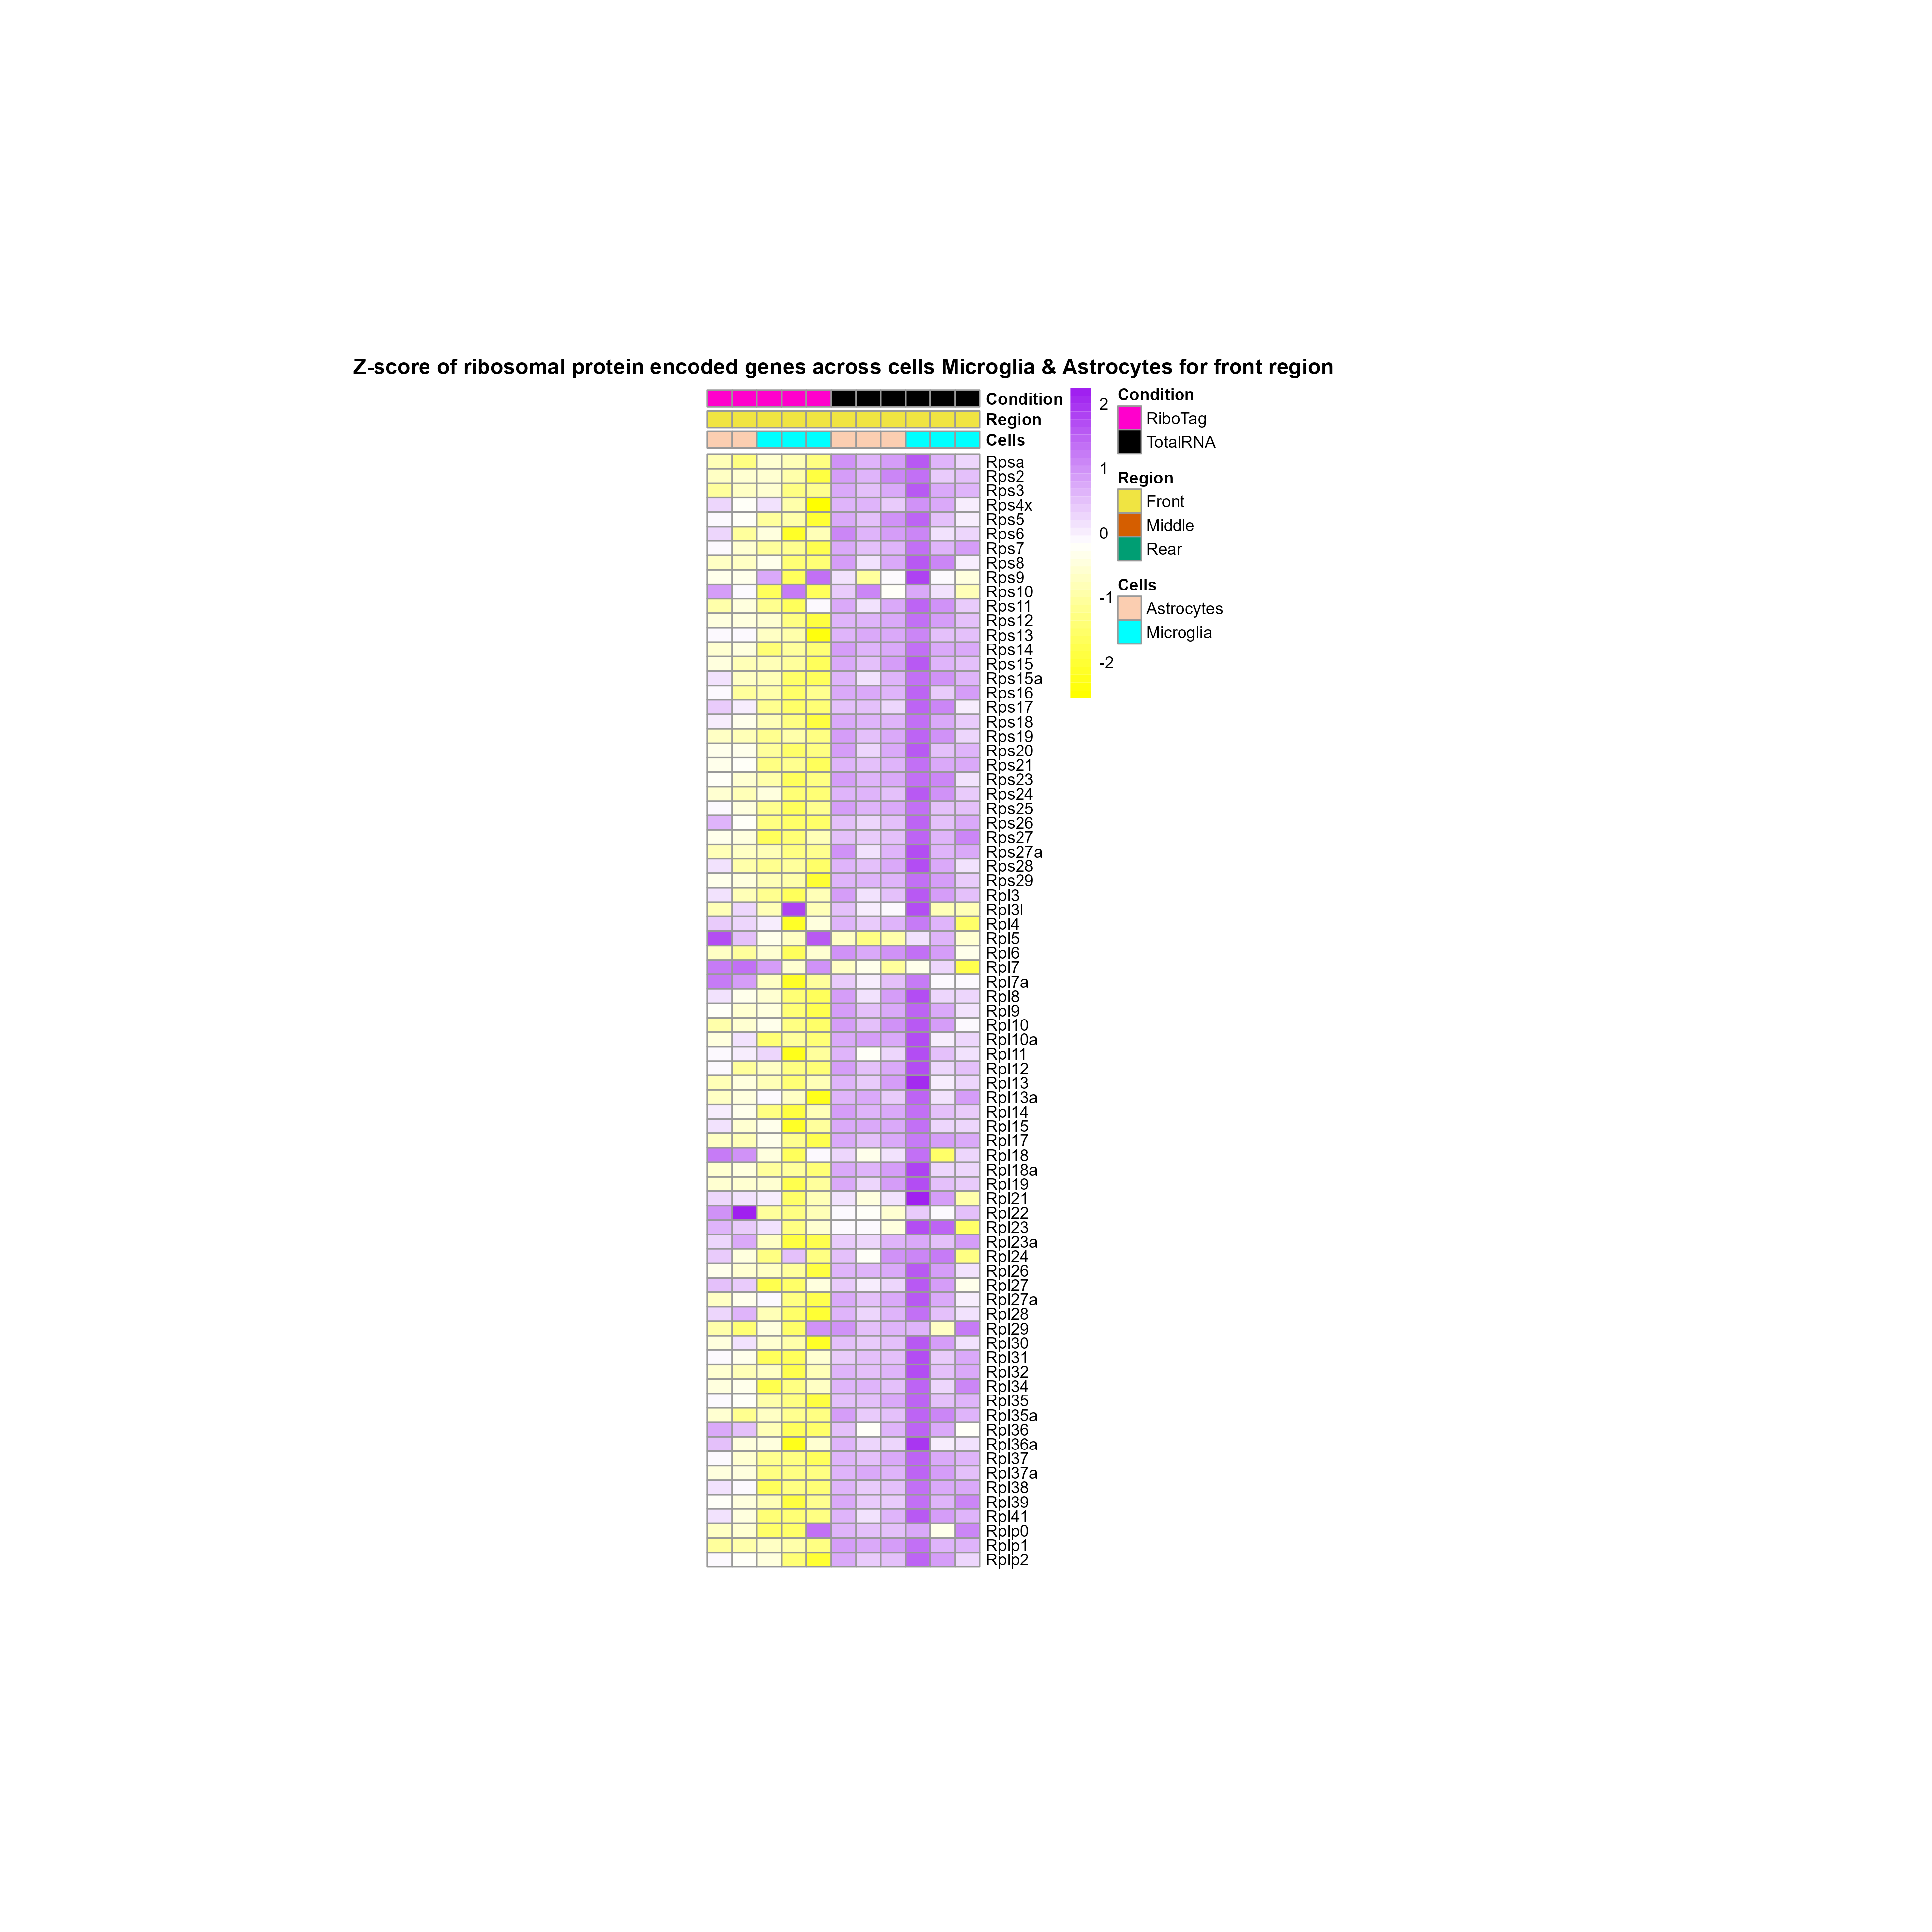 Z-score of ribosomal protein encoded genes across cells Microglia & Astrocytes for front region
Condition
Region
Cells
Rpsa
Rps2
Rps3
Rps4x
Rps5
Rps6
Rps7
Rps8
Rps9
Rps10
Rps11
Rps12
Rps13
Rps14
Rps15
Rps15a
Rps16
Rps17
Rps18
Rps19
Rps20
Rps21
Rps23
Rps24
Rps25
Rps26
Rps27
Rps27a
Rps28
Rps29
Rpl3
Rpl3l
Rpl4
Rpl5
Rpl6
Rpl7
Rpl7a
Rpl8
Rpl9
Rpl10
Rpl10a
Rpl11
Rpl12
Rpl13
Rpl13a
Rpl14
Rpl15
Rpl17
Rpl18
Rpl18a
Rpl19
Rpl21
Rpl22
Rpl23
Rpl23a
Rpl24
Rpl26
Rpl27
Rpl27a
Rpl28
Rpl29
Rpl30
Rpl31
Rpl32
Rpl34
Rpl35
Rpl35a
Rpl36
Rpl36a
Rpl37
Rpl37a
Rpl38
Rpl39
Rpl41
Rplp0
Rplp1
Rplp2
2
1
0
-1
-2
Condition
RiboTag
TotalRNA
Region
Front
Middle
Rear
Cells
Astrocytes
Microglia